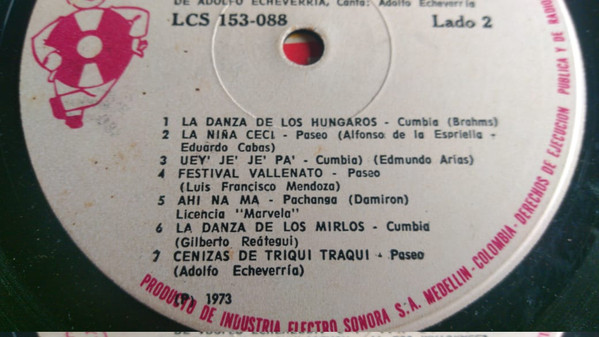 DE ADOLFO ECHEVERRIA, Canta: Adolfo Echeverría
LCS 153-088 Lado 2
1 LA DANZA DE LOS HUNGAROS - Cumbia (Brahms)
2 LA NIÑA CECI - Paseo (Alfonso de la Espriella -
Eduardo Cabas)
3 UEY' JE' JE' PA' - Cumbia) (Edmundo Arias)
4 FESTIVAL VALLENATO - Paseo
(Luis Francisco Mendoza)
5 AHI NA MA - Pachanga (Damiron)
Licencia "Marvela"
6 LA DANZA DE LOS MIRLOS - Cumbia
(Gilberto Reátegui)
7 CENIZAS DE TRIQUI TRAQUI - Paseo
(Adolfo Echeverría)
(P) 1973
PRODUCTO DE INDUSTRIA ELECTRO SONORA S.A. MEDELLIN-COLOMBIA-DERECHOS DE EJECUCION PUBLICA Y DE RADIO